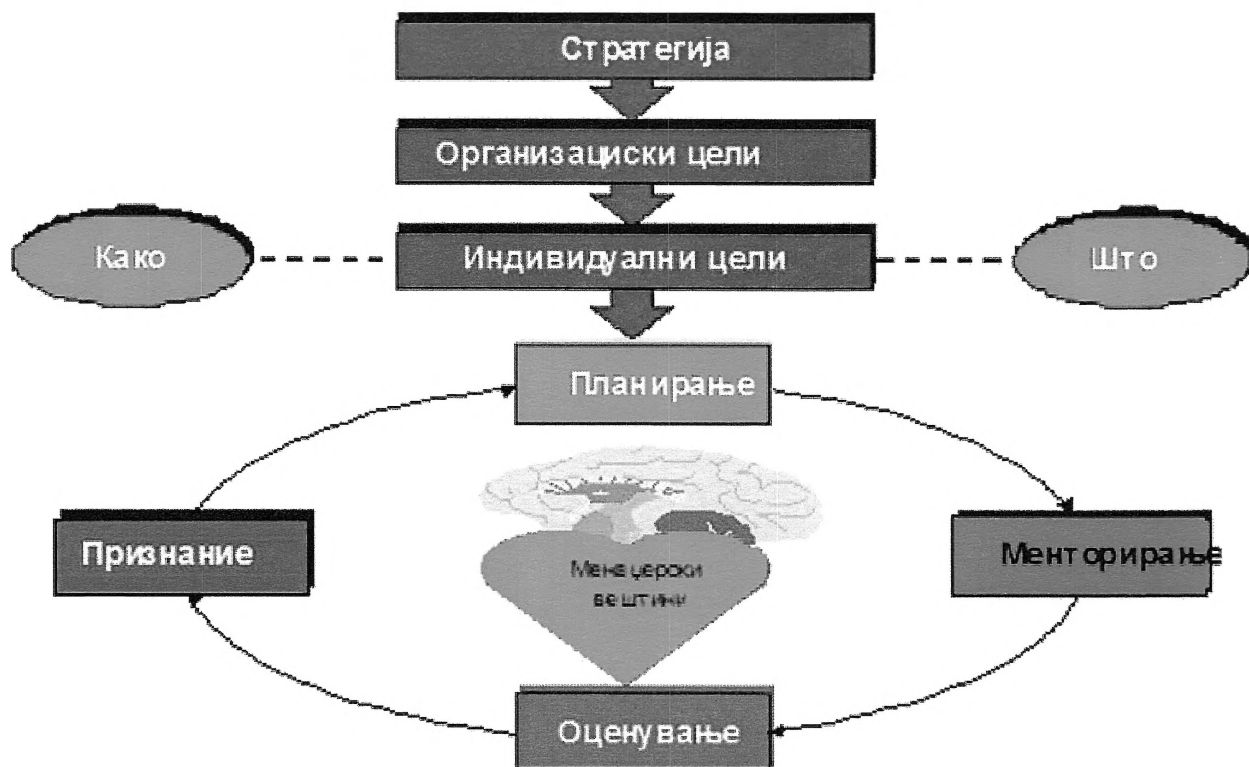 Стратегија
Организациски цели
Како
Индивидуални цели
Што
Планирање
Признание
Менаџерски
вештини
Менторирање
Оценување